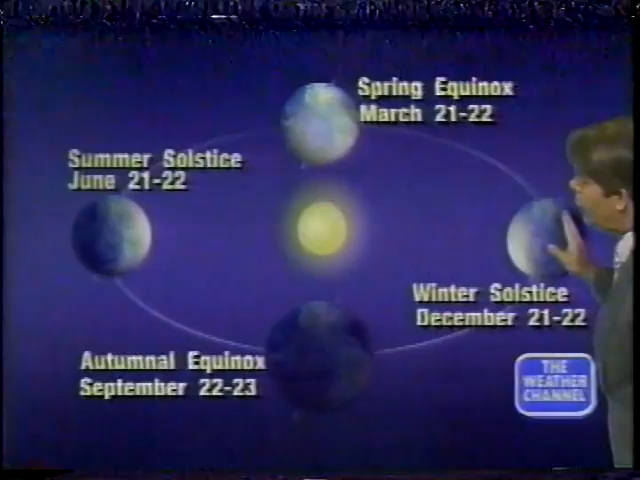 Spring Equinox
March 21-22
Summer Solstice
June 21-22
Winter Solstice
December 21-22
Autumnal Equinox
September 22-23
THE
WEATHER
CHANNEL